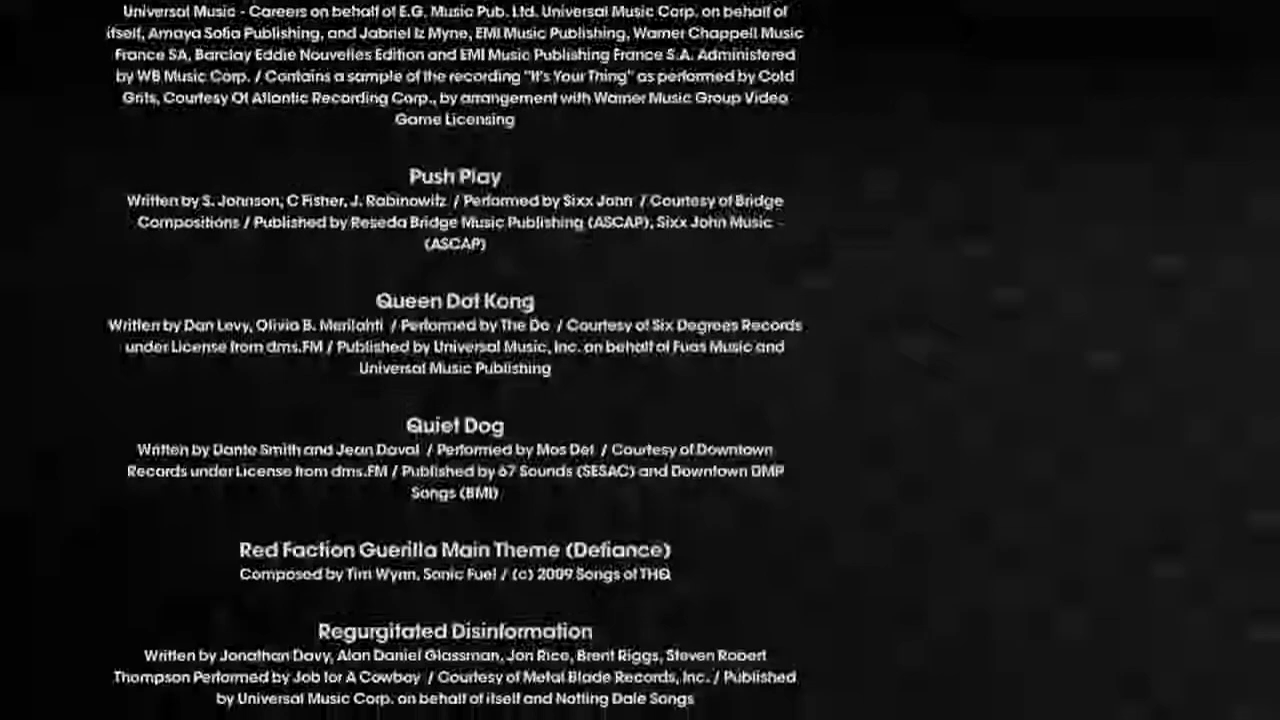 Universal Music - Careers on behalf of E.G. Music Pub. Ltd. Universal Music Corp. on behalf of
itself, Amaya Sofia Publishing, and Jabriel Iz Myne, EMI Music Publishing, Warner Chappell Music
France SA, Barclay Eddie Nouvelles Edition and EMI Music Publishing France S.A. Administered
by WB Music Corp. / Contains a sample of the recording "It's Your Thing" as performed by Cold
Grits, Courtesy Of Atlantic Recording Corp., by arrangement with Warner Music Group Video
Game Licensing
Push Play
Written by S. Johnson, C Fisher, J. Rabinowitz / Performed by Sixx John / Courtesy of Bridge
Compositions / Published by Reseda Bridge Music Publishing (ASCAP), Sixx John Music
(ASCAP)
Queen Dot Kong
Written by Dan Levy, Olivia B. Merilahti / Performed by The Do / Courtesy of Six Degrees Records
under License from dms.FM / Published by Universal Music, Inc. on behalf of Fuas Music and
Universal Music Publishing
Quiet Dog
Written by Dante Smith and Jean Daval / Performed by Mos Def / Courtesy of Downtown
Records under License from dms.FM / Published by 67 Sounds (SESAC) and Downtown DMP
Songs (BMI)
Red Faction Guerilla Main Theme (Defiance)
Composed by Tim Wynn, Sonic Fuel / (c) 2009 Songs of THQ
Regurgitated Disinformation
Written by Jonathan Davy, Alan Daniel Glassman, Jon Rice, Brent Riggs, Steven Robert
Thompson Performed by Job for A Cowboy / Courtesy of Metal Blade Records, Inc. / Published
by Universal Music Corp. on behalf of itself and Notting Dale Songs